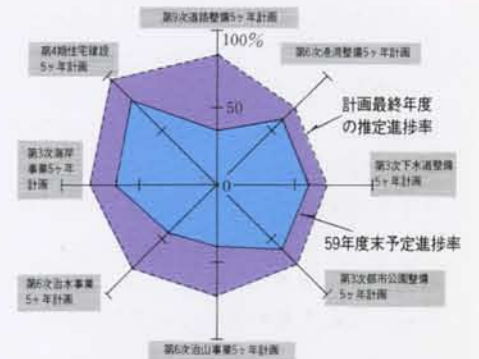 第9次道路整備5ヶ年計画
100%
第4期住宅建設
5ヶ年計画
第6次港湾整備5ヶ年計画
50
計画最終年度
の推定進捗率
第3次海岸
事業5ヶ年
計画
0
第3次下水道整備
5ヶ年計画
59年度末予定進捗率
第6次治水事業
5ヶ年計画
第3次都市公園整備
5ヶ年計画
第6次治山事業5ヶ年計画